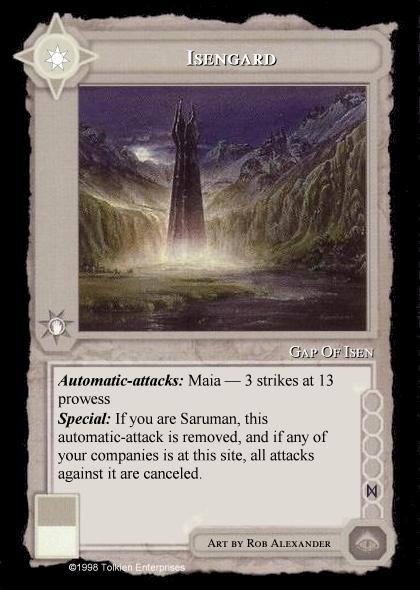 ISENGARD
GAP OF ISEN
Automatic-attacks: Maia — 3 strikes at 13
prowess
Special: If you are Saruman, this
automatic-attack is removed, and if any of
your companies is at this site, all attacks
against it are canceled.
ART BY ROB ALEXANDER
©1998 Tolkien Enterprises